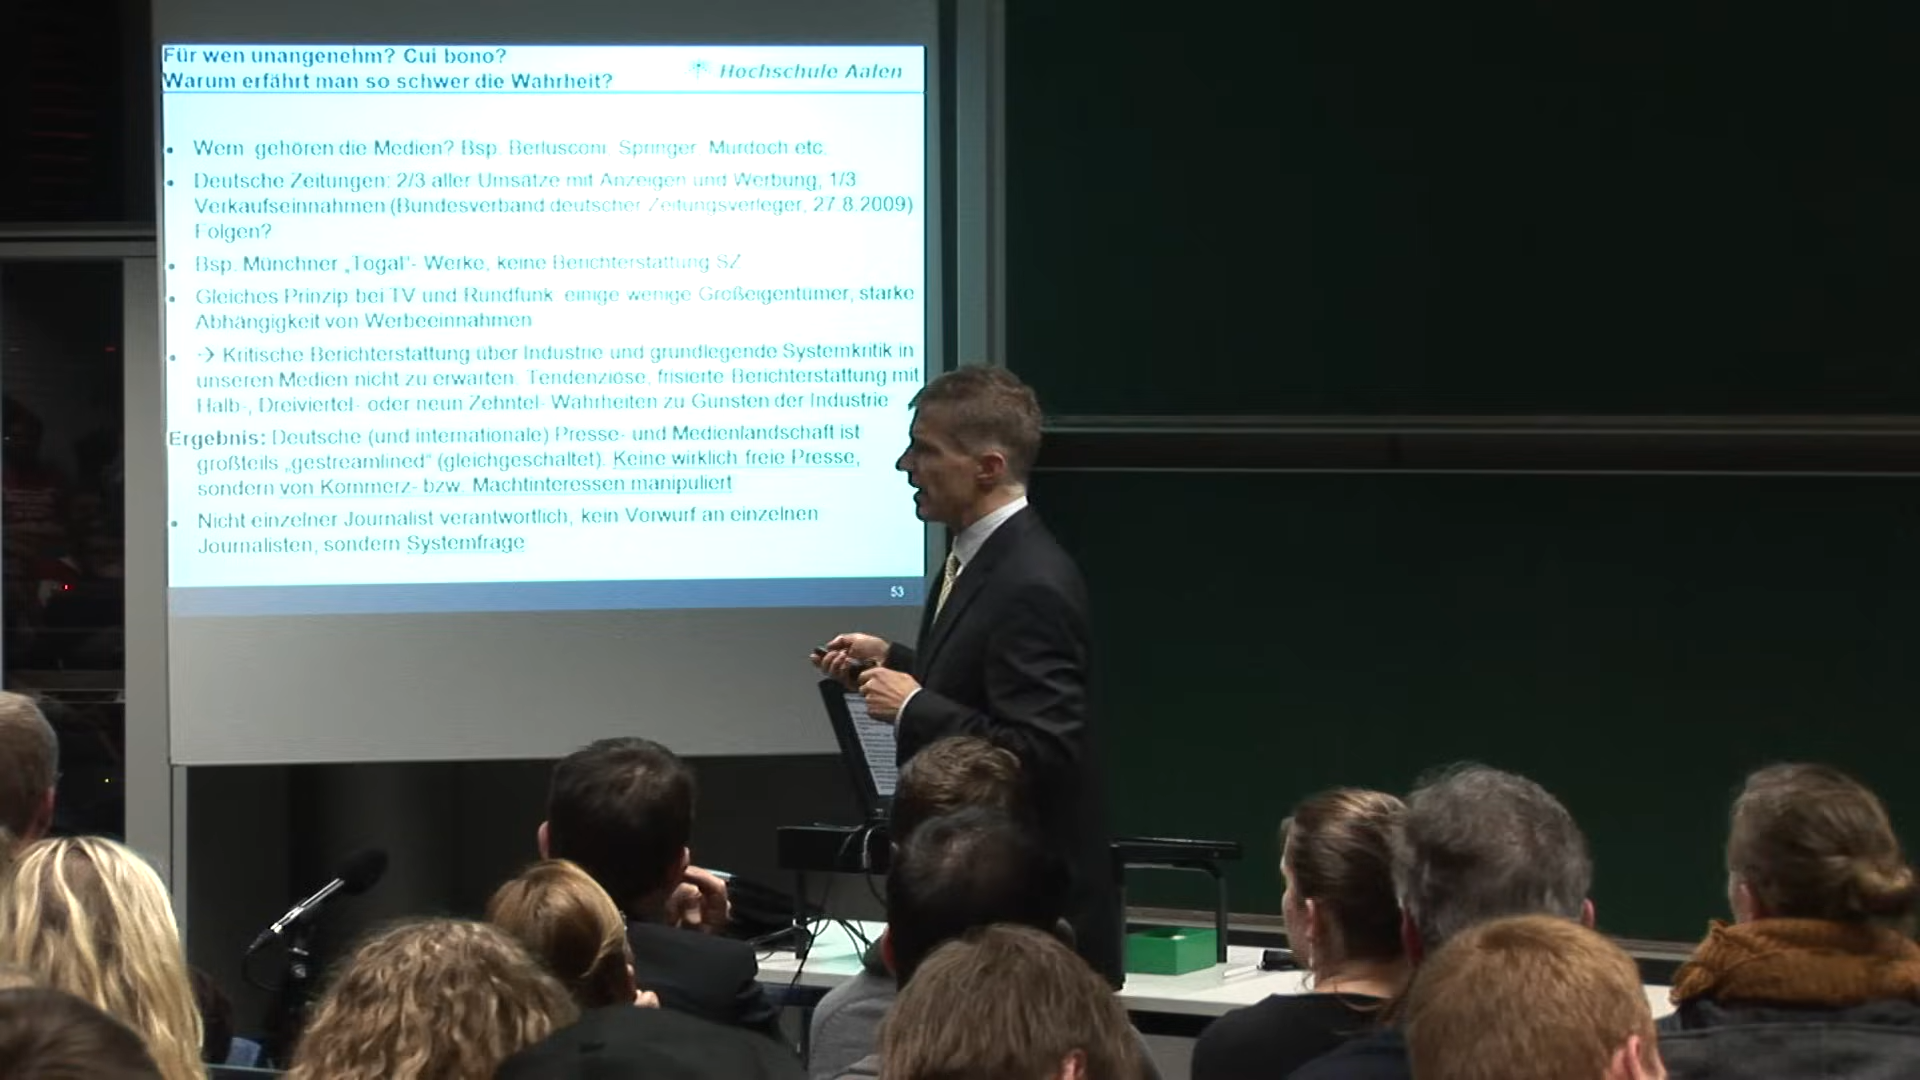 Für wen unangenehm? Cui bono?
Warum erfährt man so schwer die Wahrheit?
Hochschule Aalen
• Wem gehören die Medien? Bsp. Berlusconi, Springer, Murdoch etc.
• Deutsche Zeitungen: 2/3 aller Umsätze mit Anzeigen und Werbung, 1/3
Verkaufseinnahmen (Bundesverband deutscher Zeitungsverleger, 27.8.2009)
Folgen?
• Bsp. Münchner „Togal“- Werke, keine Berichterstattung SZ
• Gleiches Prinzip bei TV und Rundfunk: einige wenige Großeigentümer, starke
Abhängigkeit von Werbeeinnahmen
• → Kritische Berichterstattung über Industrie und grundlegende Systemkritik in
unseren Medien nicht zu erwarten. Tendenziöse, frisierte Berichterstattung mit
Halb-, Dreiviertel- oder neun Zehntel- Wahrheiten zu Gunsten der Industrie
Ergebnis: Deutsche (und internationale) Presse- und Medienlandschaft ist
großteils „gestreamlined“ (gleichgeschaltet). Keine wirklich freie Presse,
sondern von Kommerz- bzw. Machtinteressen manipuliert
• Nicht einzelner Journalist verantwortlich, kein Vorwurf an einzelnen
Journalisten, sondern Systemfrage
53